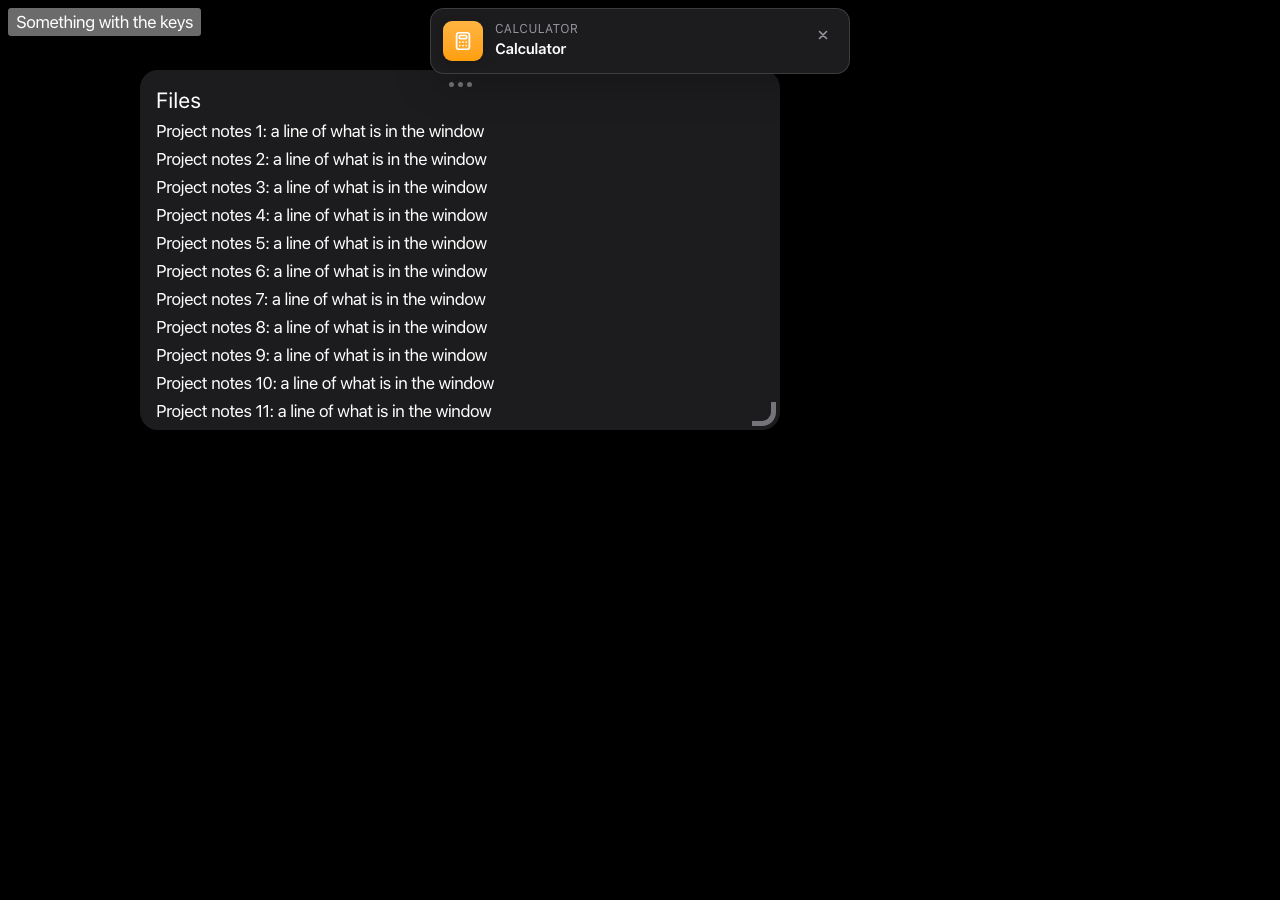 Something with the keys
CALCULATOR
Calculator
Files
Project notes 1: a line of what is in the window
Project notes 2: a line of what is in the window
Project notes 3: a line of what is in the window
Project notes 4: a line of what is in the window
Project notes 5: a line of what is in the window
Project notes 6: a line of what is in the window
Project notes 7: a line of what is in the window
Project notes 8: a line of what is in the window
Project notes 9: a line of what is in the window
Project notes 10: a line of what is in the window
Project notes 11: a line of what is in the window